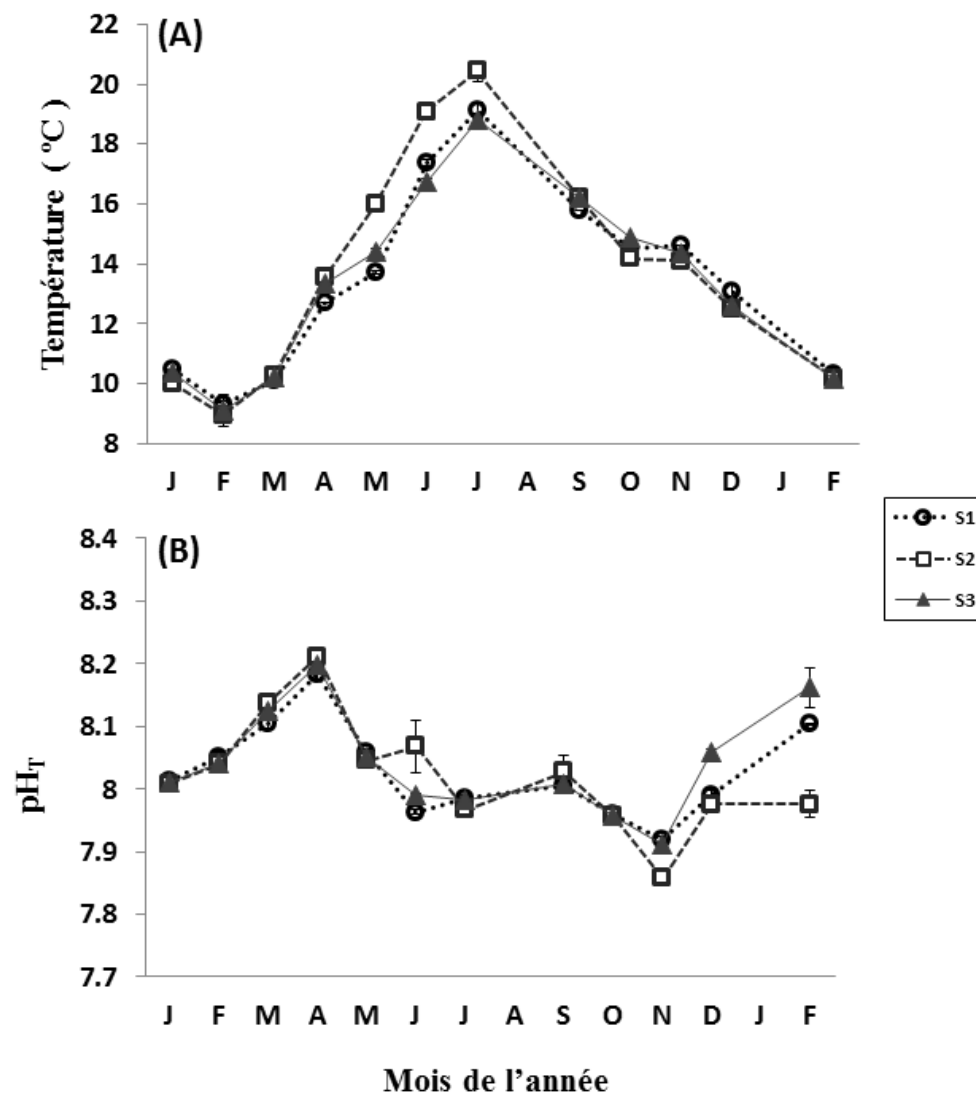 (A)
Température ( ºC )
22
20
18
16
14
12
10
8
J F M A M J J A S O N D J F
S1
S2
S3
(B)
pHT
8.4
8.3
8.2
8.1
8
7.9
7.8
7.7
J F M A M J J A S O N D J F
Mois de l’année